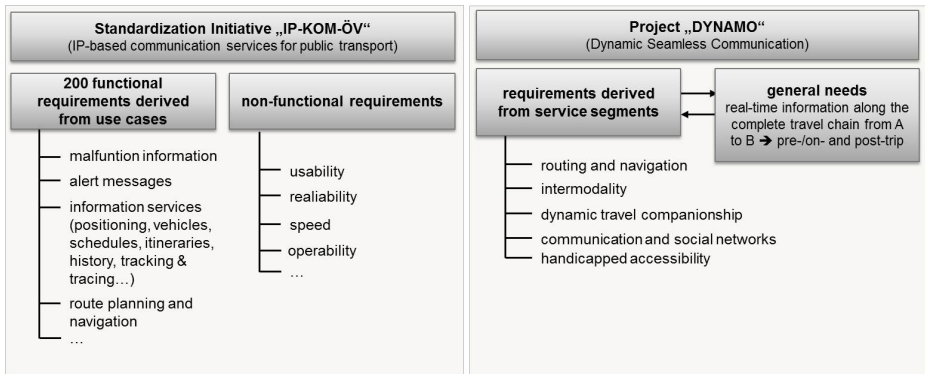 Standardization Initiative „IP-KOM-ÖV“
(IP-based communication services for public transport)
200 functional
requirements derived
from use cases
malfuntion information
alert messages
information services
(positioning, vehicles,
schedules, itineraries,
history, tracking &
tracing…)
route planning and
navigation
…
non-functional requirements
usability
realiability
speed
operability
…
Project „DYNAMO“
(Dynamic Seamless Communication)
requirements derived
from service segments
routing and navigation
intermodality
dynamic travel companionship
communication and social networks
handicapped accessibility
general needs
real-time information along the
complete travel chain from A
to B ➔ pre-/on- and post-trip